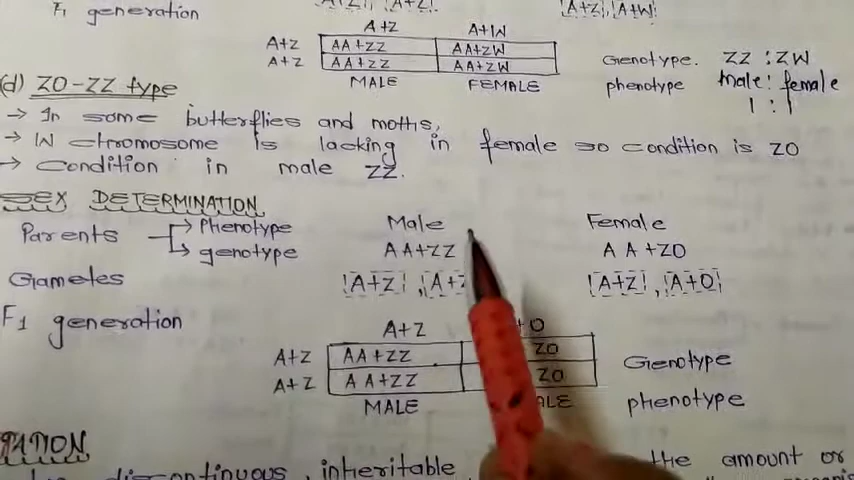 F1 generation
A+Z A+W A+Z, A+W
A+Z AA+ZZ AA+ZW
A+Z AA+ZZ AA+ZW Genotype. ZZ : ZW
MALE FEMALE phenotype male : female
1 : 1
(d) ZO-ZZ type
→ In some butterflies and moths,
→ W chromosome is lacking in female so condition is ZO
→ Condition in male ZZ.
SEX DETERMINATION
Parents → Phenotype Male Female
→ genotype AA+ZZ AA+ZO
Gametes A+Z, A+Z A+Z, A+O
F1 generation
A+Z +O
A+Z AA+ZZ ZO Genotype
A+Z AA+ZZ ZO
MALE ALE phenotype
TATION
discontinuous, inheritable the amount or